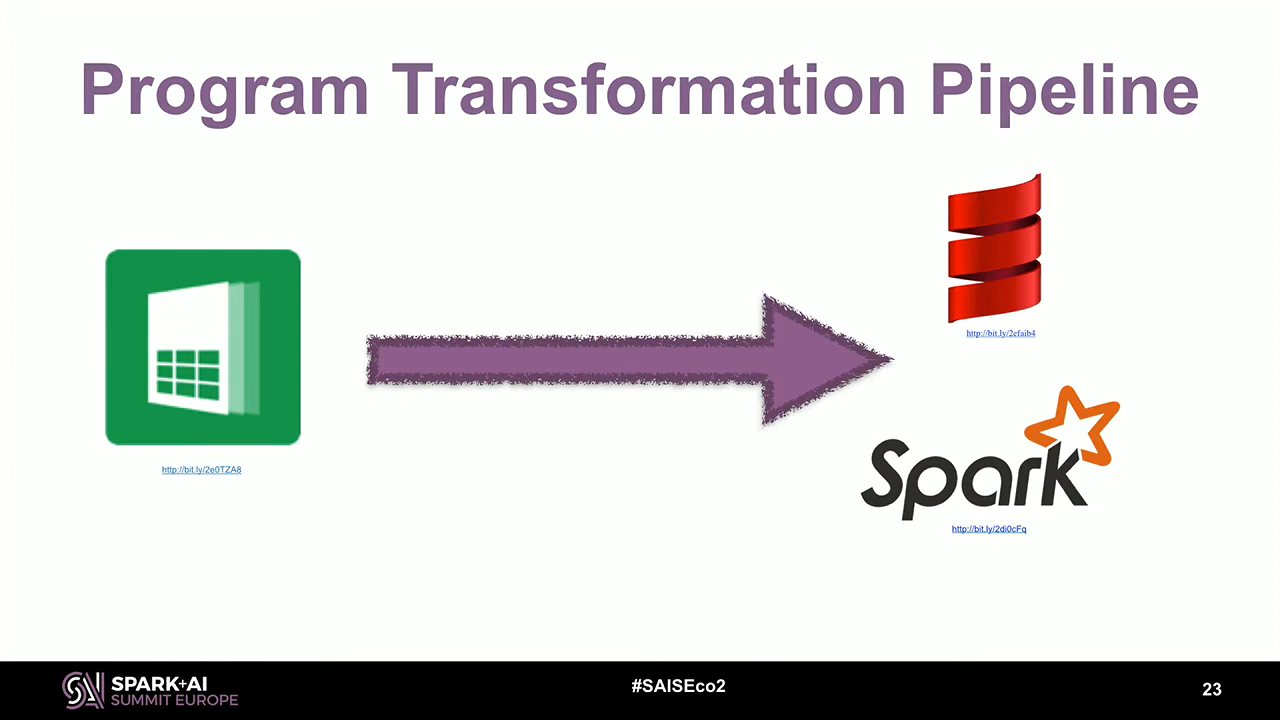 Program Transformation Pipeline
http://bit.ly/2efaib4
http://bit.ly/2e0TZA8
Spark
http://bit.ly/2di0cFq
SPARK+AI
SUMMIT EUROPE
#SAISEco2
23